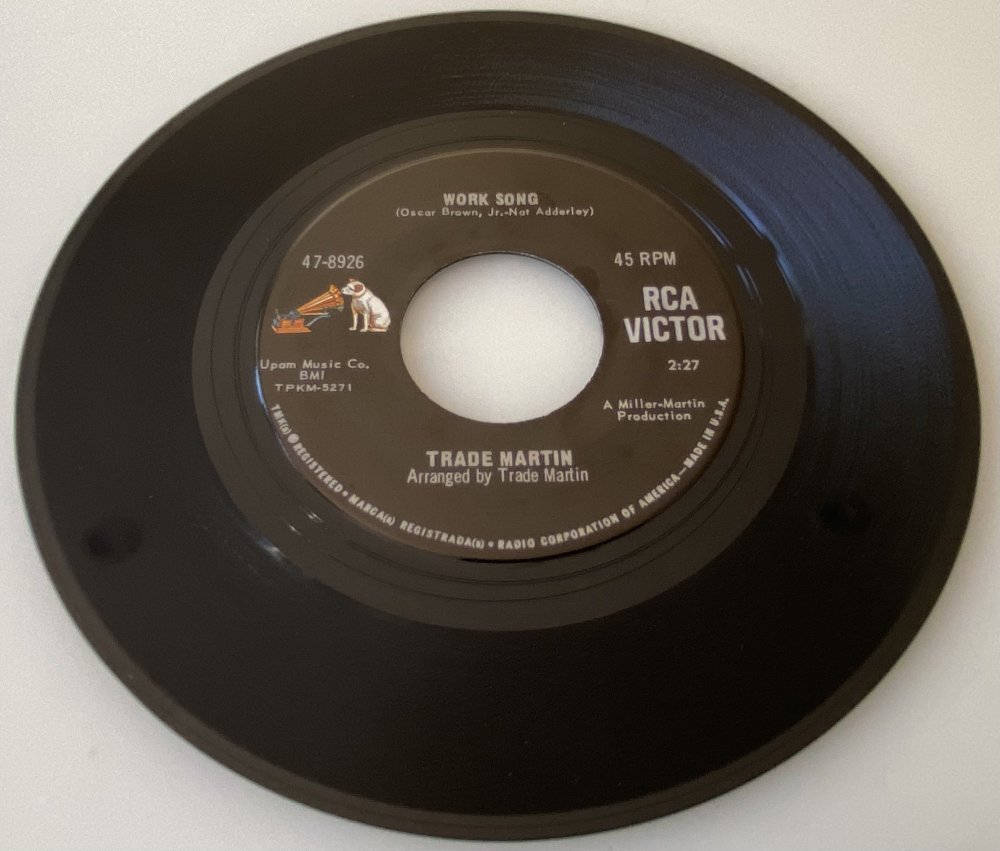 WORK SONG
(Oscar Brown, Jr.-Nat Adderley)
47-8926
45 RPM
RCA
VICTOR
Upam Music Co.
BMI
TPKM-5271
2:27
A Miller-Martin
Production
TRADE MARTIN
Arranged by Trade Martin
TMK(s) ® REGISTERED • MARCA(s) REGISTRADA(s) • RADIO CORPORATION OF AMERICA—MADE IN U.S.A.